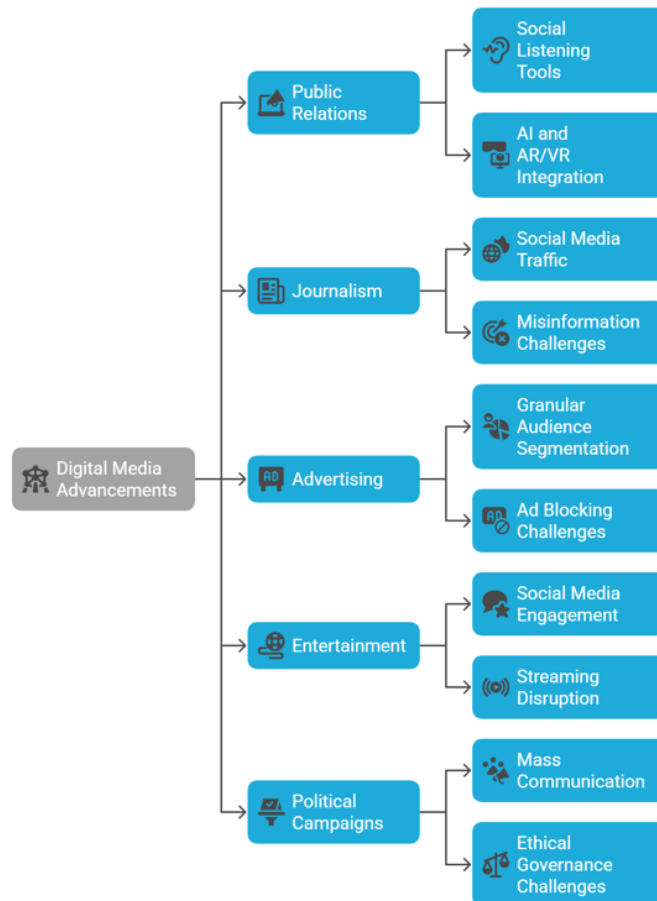 Digital Media
Advancements
Public
Relations
Social
Listening
Tools
AI and
AR/VR
Integration
Journalism
Social Media
Traffic
Misinformation
Challenges
AD
Advertising
Granular
Audience
Segmentation
AD
Ad Blocking
Challenges
Entertainment
Social Media
Engagement
Streaming
Disruption
Political
Campaigns
Mass
Communication
Ethical
Governance
Challenges